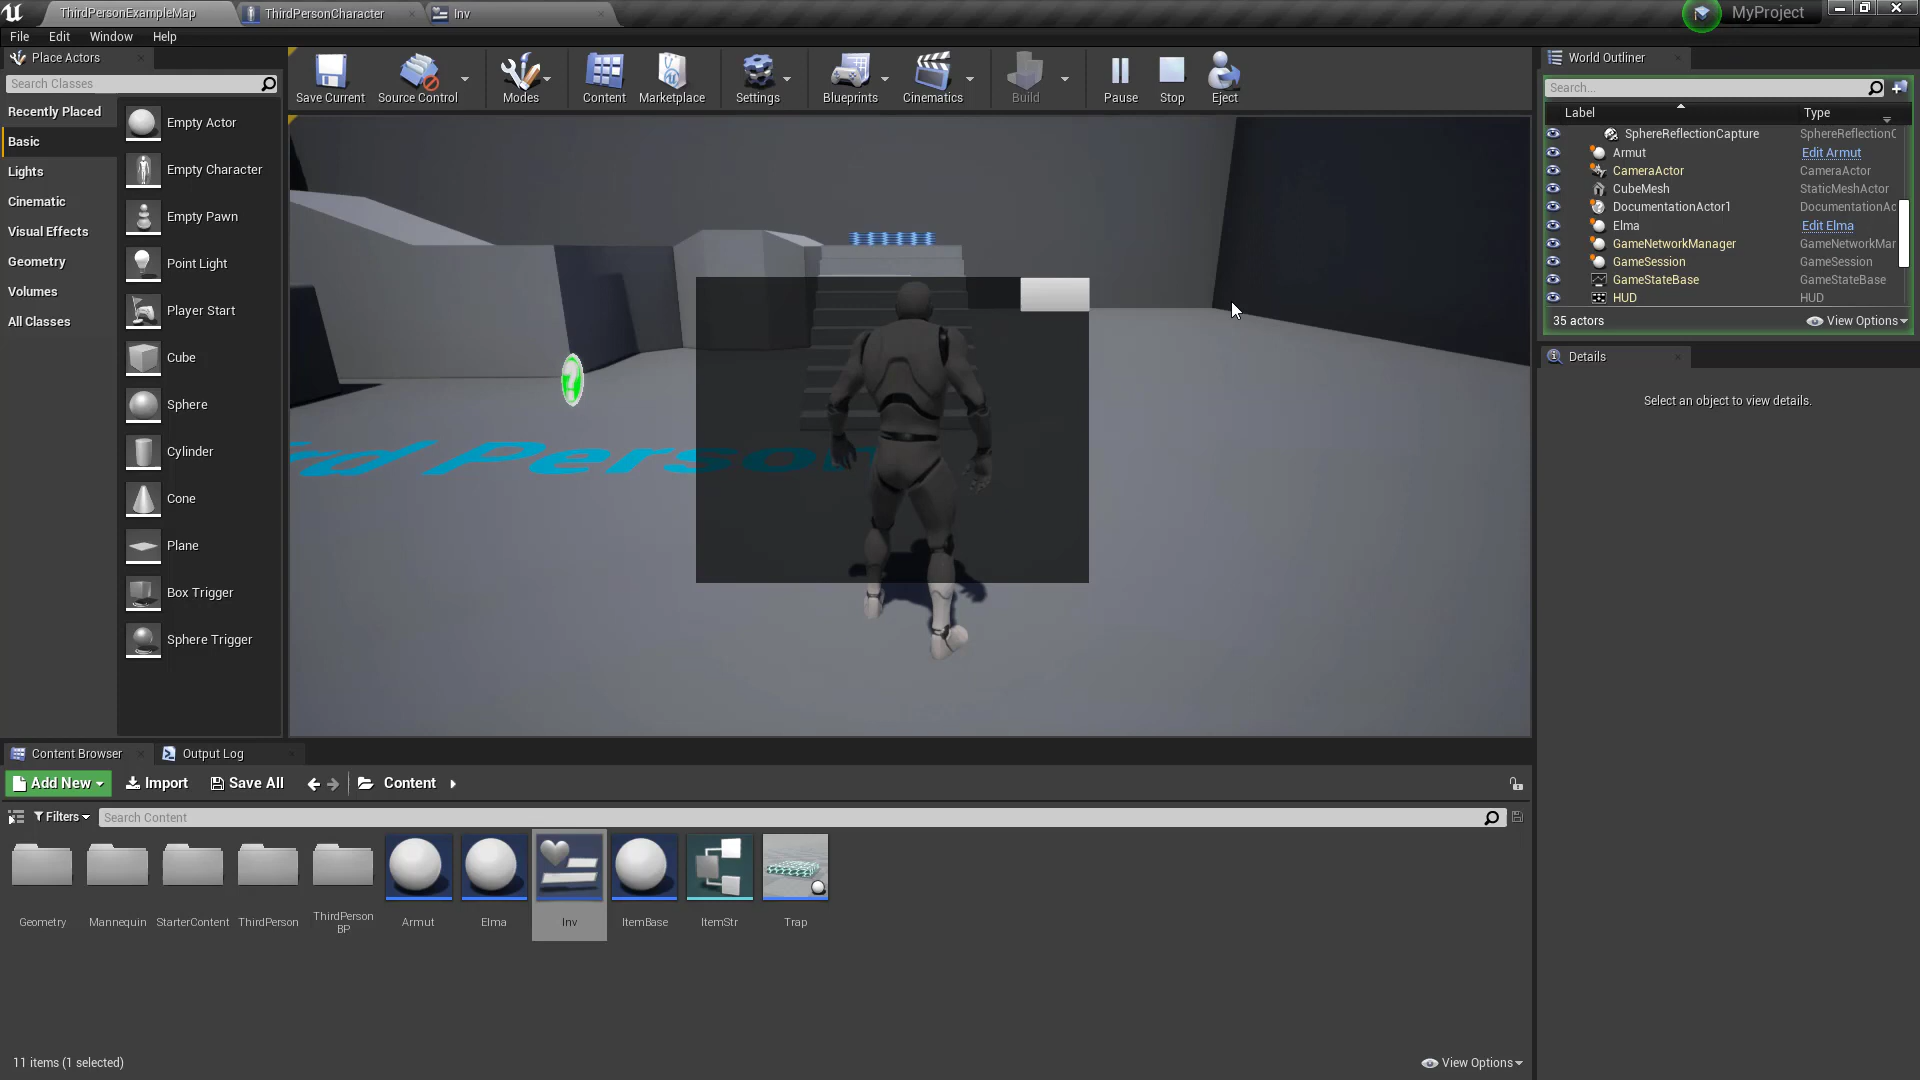 ThirdPersonExampleMap
ThirdPersonCharacter
Inv
MyProject
File Edit Window Help
Place Actors
Search Classes
Recently Placed
Basic
Lights
Cinematic
Visual Effects
Geometry
Volumes
All Classes
Empty Actor
Empty Character
Empty Pawn
Point Light
Player Start
Cube
Sphere
Cylinder
Cone
Plane
Box Trigger
Sphere Trigger
Save Current Source Control Modes Content Marketplace Settings Blueprints Cinematics Build Pause Stop Eject
rd Person
World Outliner
Search...
Label Type
SphereReflectionCapture SphereReflectionC
Armut Edit Armut
CameraActor CameraActor
CubeMesh StaticMeshActor
DocumentationActor1 DocumentationAc
Elma Edit Elma
GameNetworkManager GameNetworkMar
GameSession GameSession
GameStateBase GameStateBase
HUD HUD
35 actors View Options
Details
Select an object to view details.
Content Browser Output Log
Add New Import Save All Content
Filters Search Content
Geometry Mannequin StarterContent ThirdPerson ThirdPerson
BP Armut Elma Inv ItemBase ItemStr Trap
11 items (1 selected) View Options